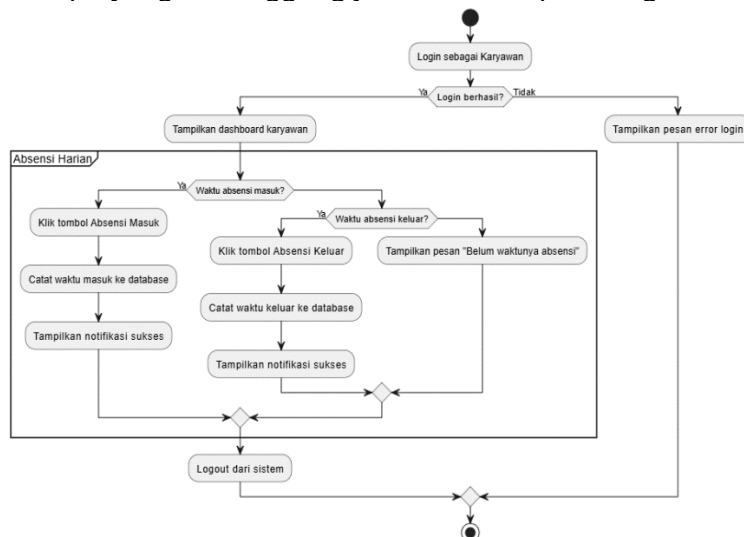 Login sebagai Karyawan
Ya
Login berhasil?
Tidak
Tampilkan dashboard karyawan
Tampilkan pesan error login
Absensi Harian
Ya
Waktu absensi masuk?
Klik tombol Absensi Masuk
Ya
Waktu absensi keluar?
Klik tombol Absensi Keluar
Tampilkan pesan "Belum waktunya absensi"
Catat waktu masuk ke database
Catat waktu keluar ke database
Tampilkan notifikasi sukses
Tampilkan notifikasi sukses
Logout dari sistem